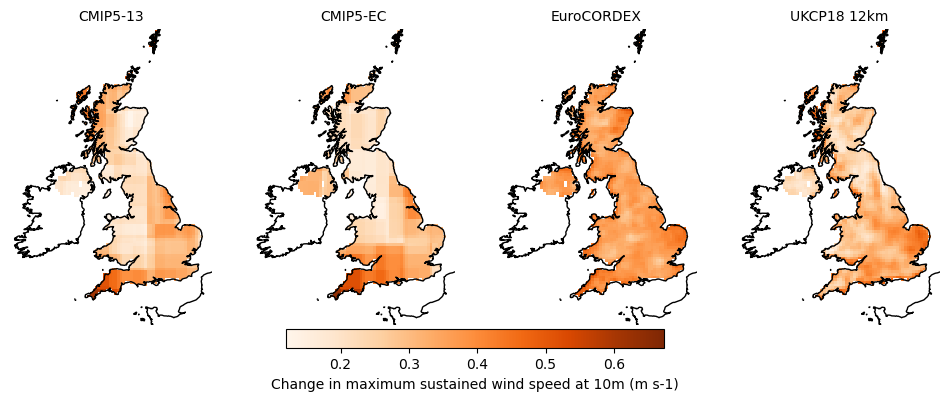 CMIP5-13
CMIP5-EC
EuroCORDEX
UKCP18 12km
0.2 0.3 0.4 0.5 0.6
Change in maximum sustained wind speed at 10m (m s-1)